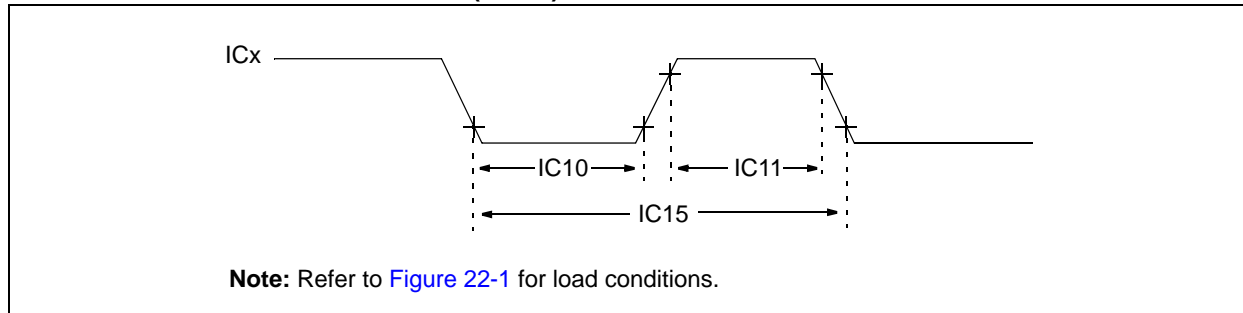 ICx
IC10
IC11
IC15
Note: Refer to Figure 22-1 for load conditions.